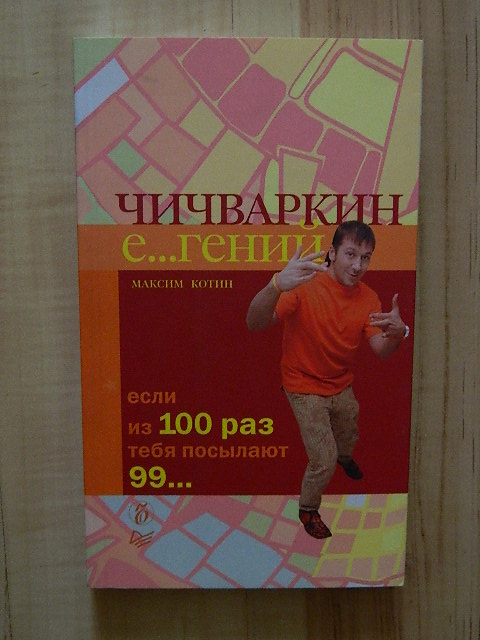 ЧИЧВАРКИН
е...гений
МАКСИМ КОТИН
если
из 100 раз
тебя посылают
99...